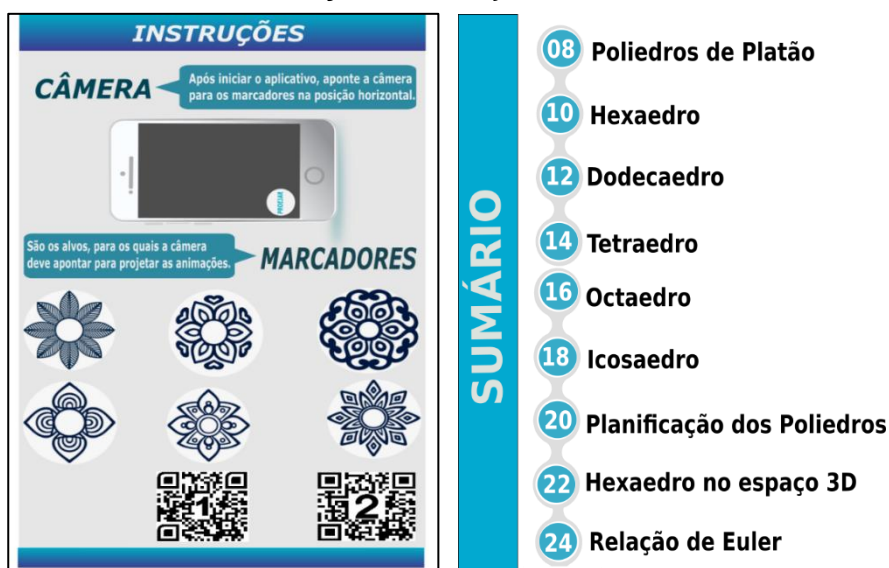 INSTRUÇÕES
CÂMERA
Após iniciar o aplicativo, aponte a câmera
para os marcadores na posição horizontal.
PROCURAR
São os alvos, para os quais a câmera
deve apontar para projetar as animações.
MARCADORES
1
2
SUMÁRIO
08 Poliedros de Platão
10 Hexaedro
12 Dodecaedro
14 Tetraedro
16 Octaedro
18 Icosaedro
20 Planificação dos Poliedros
22 Hexaedro no espaço 3D
24 Relação de Euler